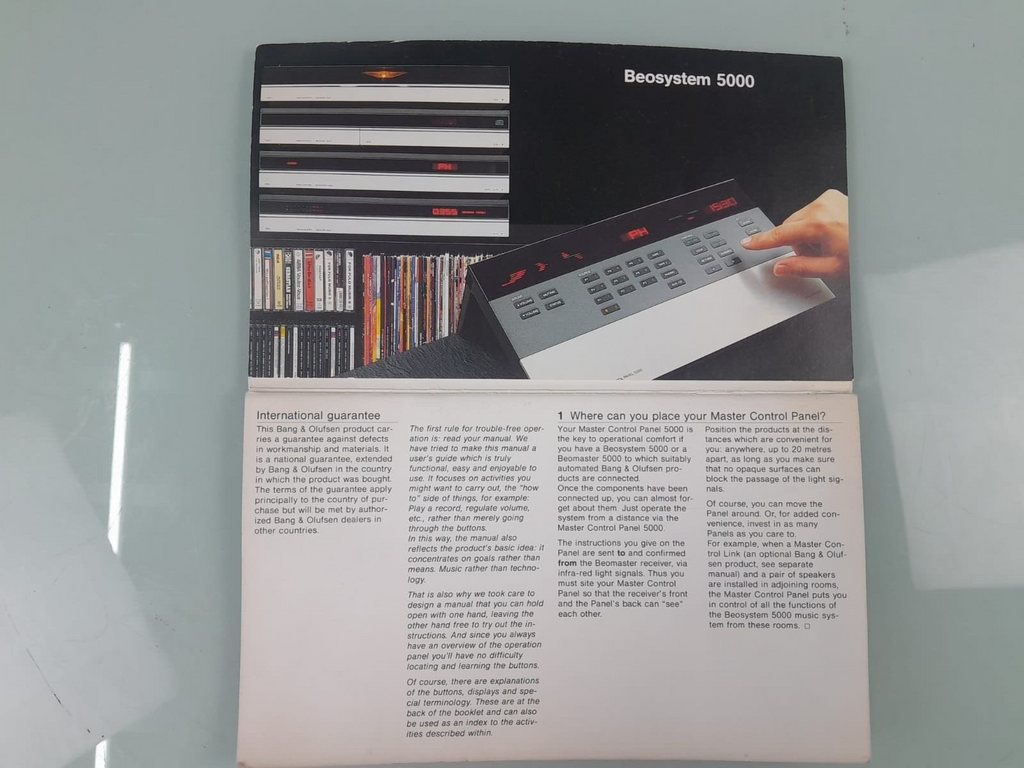 Beosystem 5000
PH
0259
PH
1530
International guarantee
This Bang & Olufsen product car-
ries a guarantee against defects
in workmanship and materials. It
is a national guarantee, extended
by Bang & Olufsen in the country
in which the product was bought.
The terms of the guarantee apply
principally to the country of pur-
chase but will be met by author-
ized Bang & Olufsen dealers in
other countries.
The first rule for trouble-free oper-
ation is: read your manual. We
have tried to make this manual a
user's guide which is truly
functional, easy and enjoyable to
use. It focuses on activities you
might want to carry out, the "how
to" side of things, for example:
Play a record, regulate volume,
etc., rather than merely going
through the buttons.
In this way, the manual also
reflects the product's basic idea: it
concentrates on goals rather than
means. Music rather than techno-
logy.
That is also why we took care to
design a manual that you can hold
open with one hand, leaving the
other hand free to try out the in-
structions. And since you always
have an overview of the operation
panel you'll have no difficulty
locating and learning the buttons.
Of course, there are explanations
of the buttons, displays and spe-
cial terminology. These are at the
back of the booklet and can also
be used as an index to the activ-
ities described within.
1 Where can you place your Master Control Panel?
Your Master Control Panel 5000 is
the key to operational comfort if
you have a Beosystem 5000 or a
Beomaster 5000 to which suitably
automated Bang & Olufsen pro-
ducts are connected.
Once the components have been
connected up, you can almost for-
get about them. Just operate the
system from a distance via the
Master Control Panel 5000.
The instructions you give on the
Panel are sent to and confirmed
from the Beomaster receiver, via
infra-red light signals. Thus you
must site your Master Control
Panel so that the receiver's front
and the Panel's back can "see"
each other.
Position the products at the dis-
tances which are convenient for
you: anywhere, up to 20 metres
apart, as long as you make sure
that no opaque surfaces can
block the passage of the light sig-
nals.
Of course, you can move the
Panel around. Or, for added con-
venience, invest in as many
Panels as you care to.
For example, when a Master Con-
trol Link (an optional Bang & Oluf-
sen product, see separate
manual) and a pair of speakers
are installed in adjoining rooms,
the Master Control Panel puts you
in control of all the functions of
the Beosystem 5000 music sys-
tem from these rooms. □